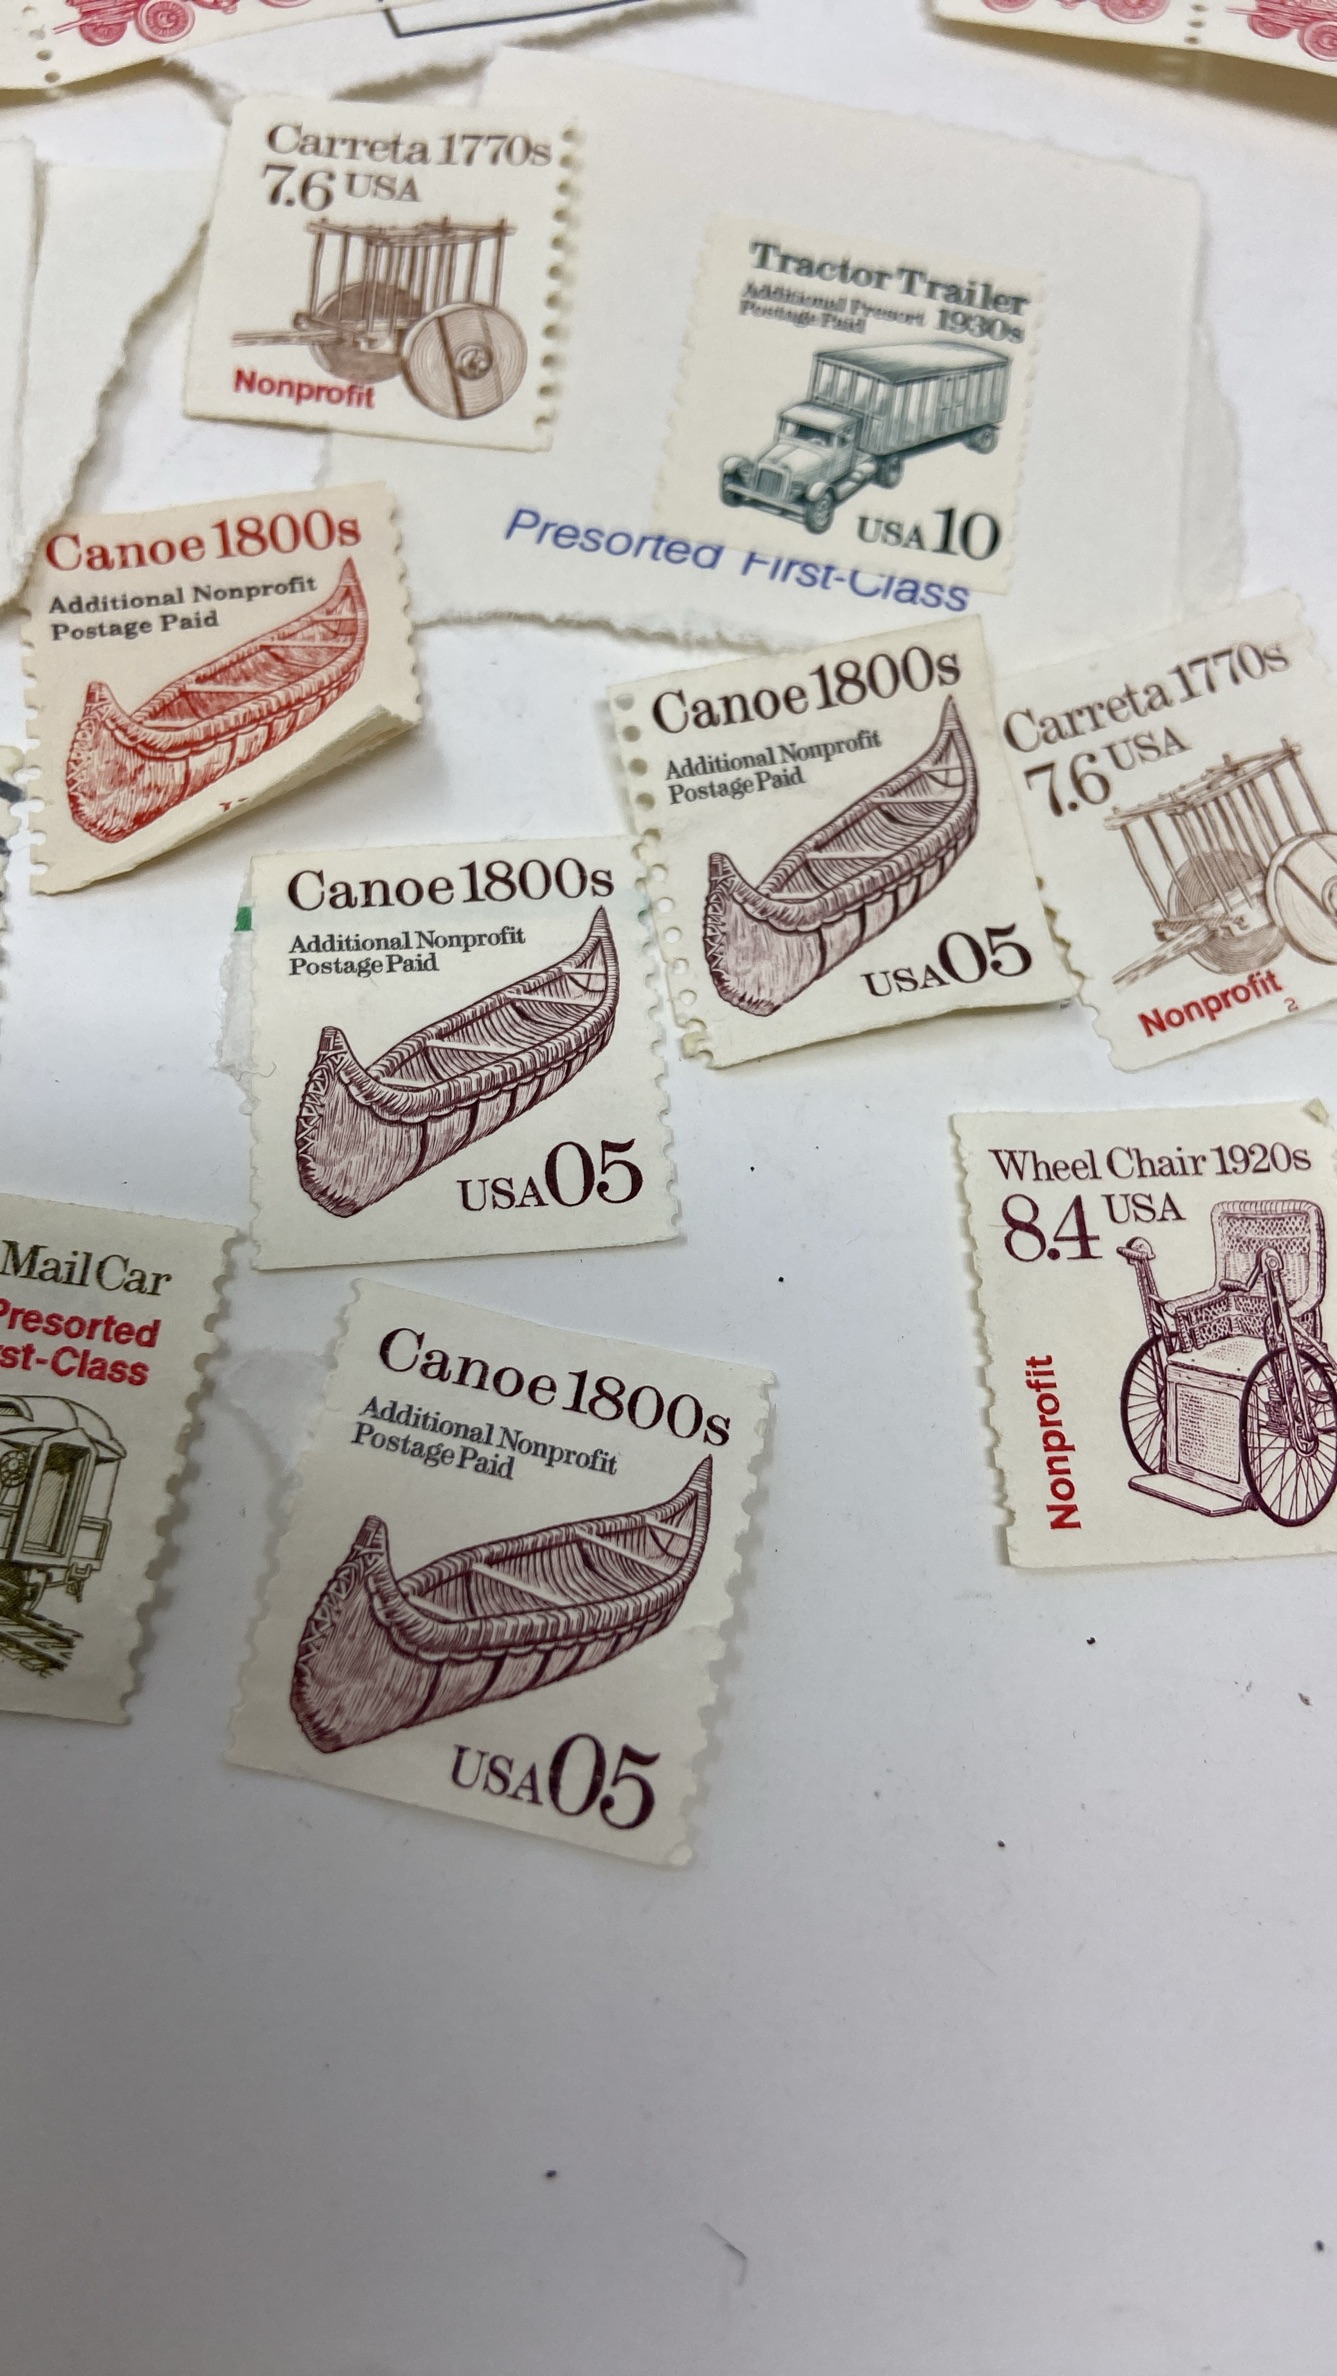 Carreta 1770s
7.6 USA
Nonprofit
Tractor Trailer
Additional Presort 1930s
Postage Paid
USA 10
Presorted First-Class
Canoe 1800s
Additional Nonprofit
Postage Paid
Canoe 1800s
Additional Nonprofit
Postage Paid
USA 05
Carreta 1770s
7.6 USA
Nonprofit
2
Canoe 1800s
Additional Nonprofit
Postage Paid
USA 05
Wheel Chair 1920s
8.4 USA
Nonprofit
Mail Car
Presorted
st-Class
Canoe 1800s
Additional Nonprofit
Postage Paid
USA 05